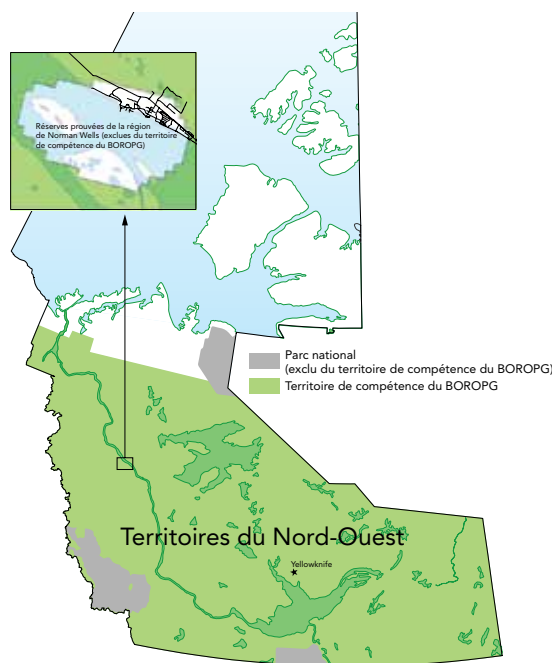 Réserves prouvées de la région
de Norman Wells (exclues du territoire
de compétence du BOROPG)
Parc national
(exclu du territoire de compétence du BOROPG)
Territoire de compétence du BOROPG
Territoires du Nord-Ouest
Yellowknife